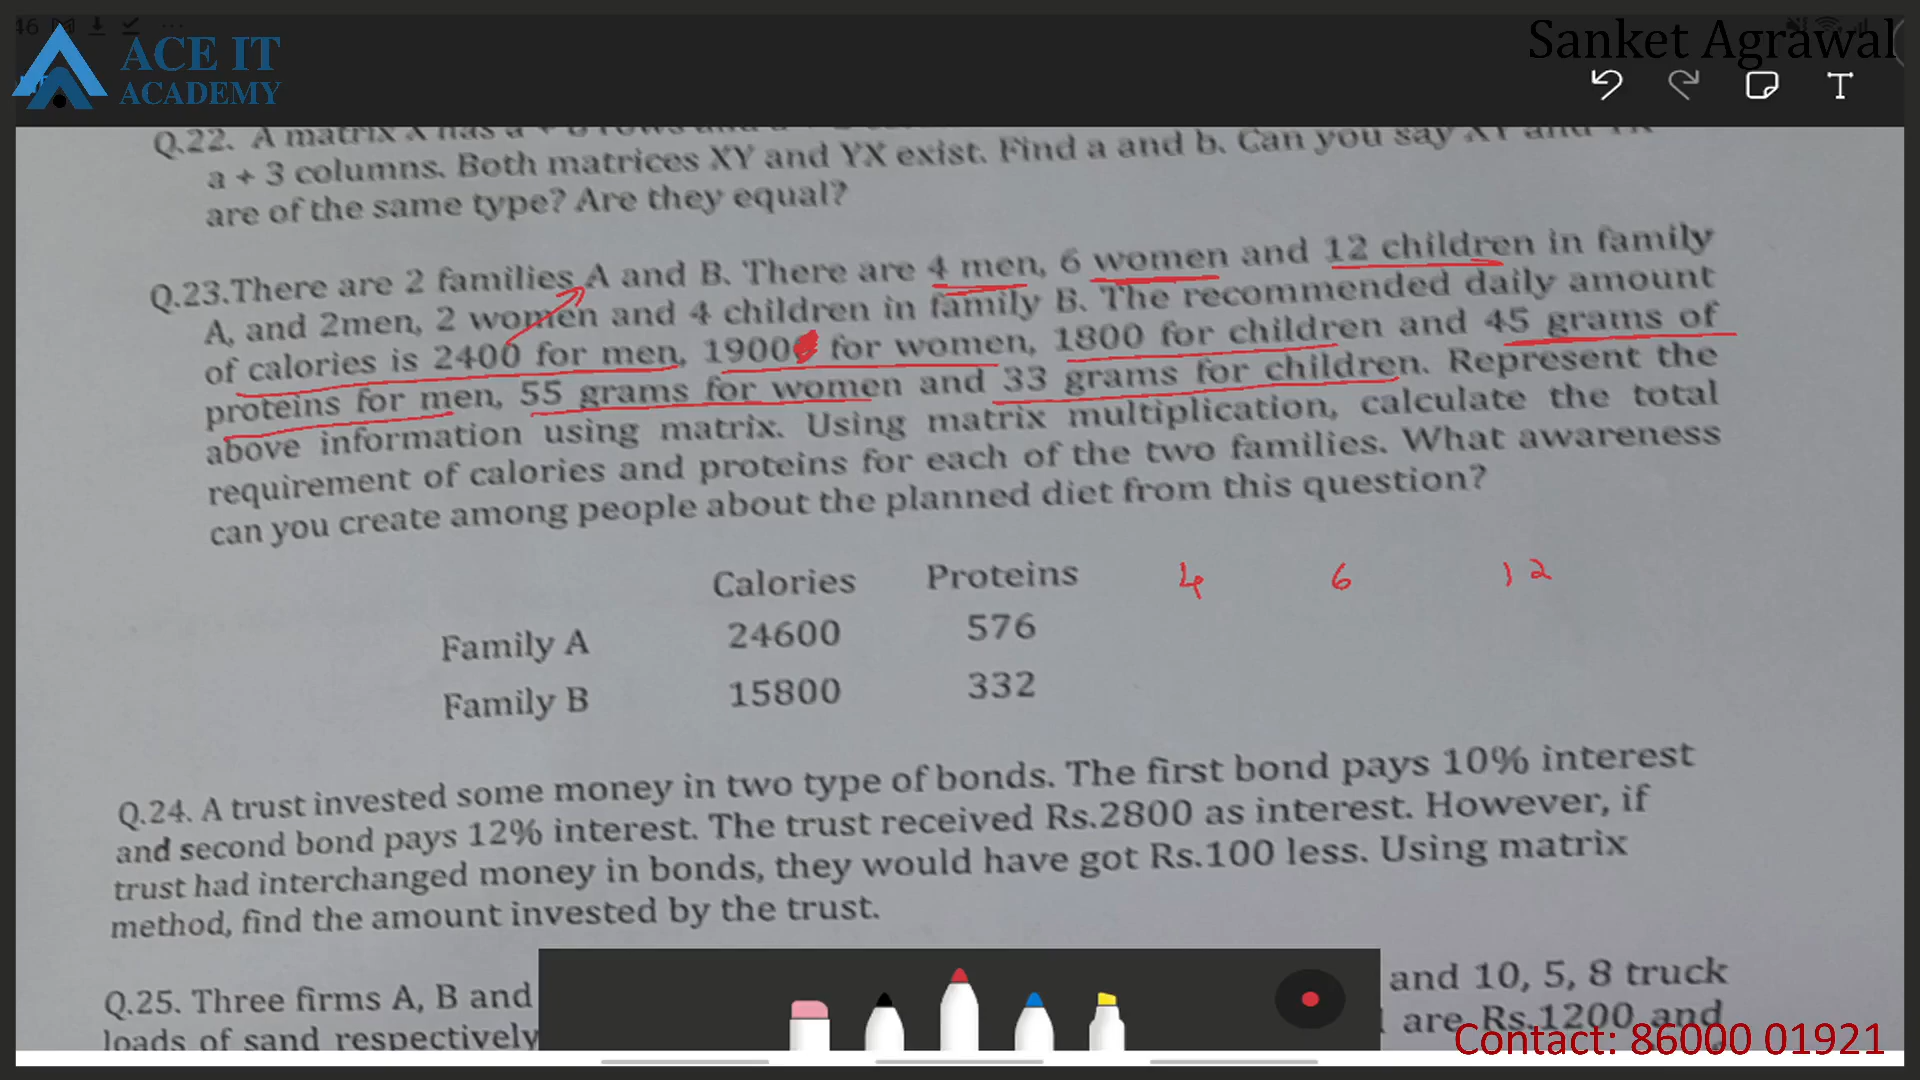 46
Sanket Agrawal
ACE IT
ACADEMY
T
Q.22. A matrix X has a +
a + 3 columns. Both matrices XY and YX exist. Find a and b. Can you say XY and YX
are of the same type? Are they equal?
Q.23.There are 2 families A and B. There are 4 men, 6 women and 12 children in family
A, and 2men, 2 women and 4 children in family B. The recommended daily amount
of calories is 2400 for men, 1900 for women, 1800 for children and 45 grams of
proteins for men, 55 grams for women and 33 grams for children. Represent the
above information using matrix. Using matrix multiplication, calculate the total
requirement of calories and proteins for each of the two families. What awareness
can you create among people about the planned diet from this question?
Calories Proteins 4 6 12
Family A 24600 576
Family B 15800 332
Q.24. A trust invested some money in two type of bonds. The first bond pays 10% interest
and second bond pays 12% interest. The trust received Rs.2800 as interest. However, if
trust had interchanged money in bonds, they would have got Rs.100 less. Using matrix
method, find the amount invested by the trust.
Q.25. Three firms A, B and and 10, 5, 8 truck
loads of sand respectively are Rs.1200 and
Contact: 86000 01921